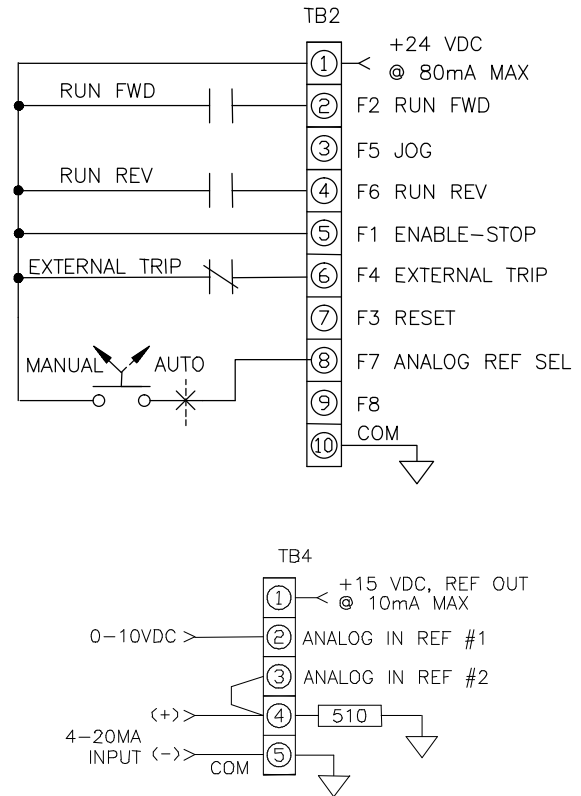 TB2
1 +24 VDC
@ 80mA MAX
RUN FWD 2 F2 RUN FWD
3 F5 JOG
RUN REV 4 F6 RUN REV
5 F1 ENABLE-STOP
EXTERNAL TRIP 6 F4 EXTERNAL TRIP
7 F3 RESET
MANUAL AUTO 8 F7 ANALOG REF SEL
9 F8
10 COM
TB4
1 +15 VDC, REF OUT
@ 10mA MAX
0-10VDC 2 ANALOG IN REF #1
3 ANALOG IN REF #2
(+) 4 510
4-20MA
INPUT (-) COM 5